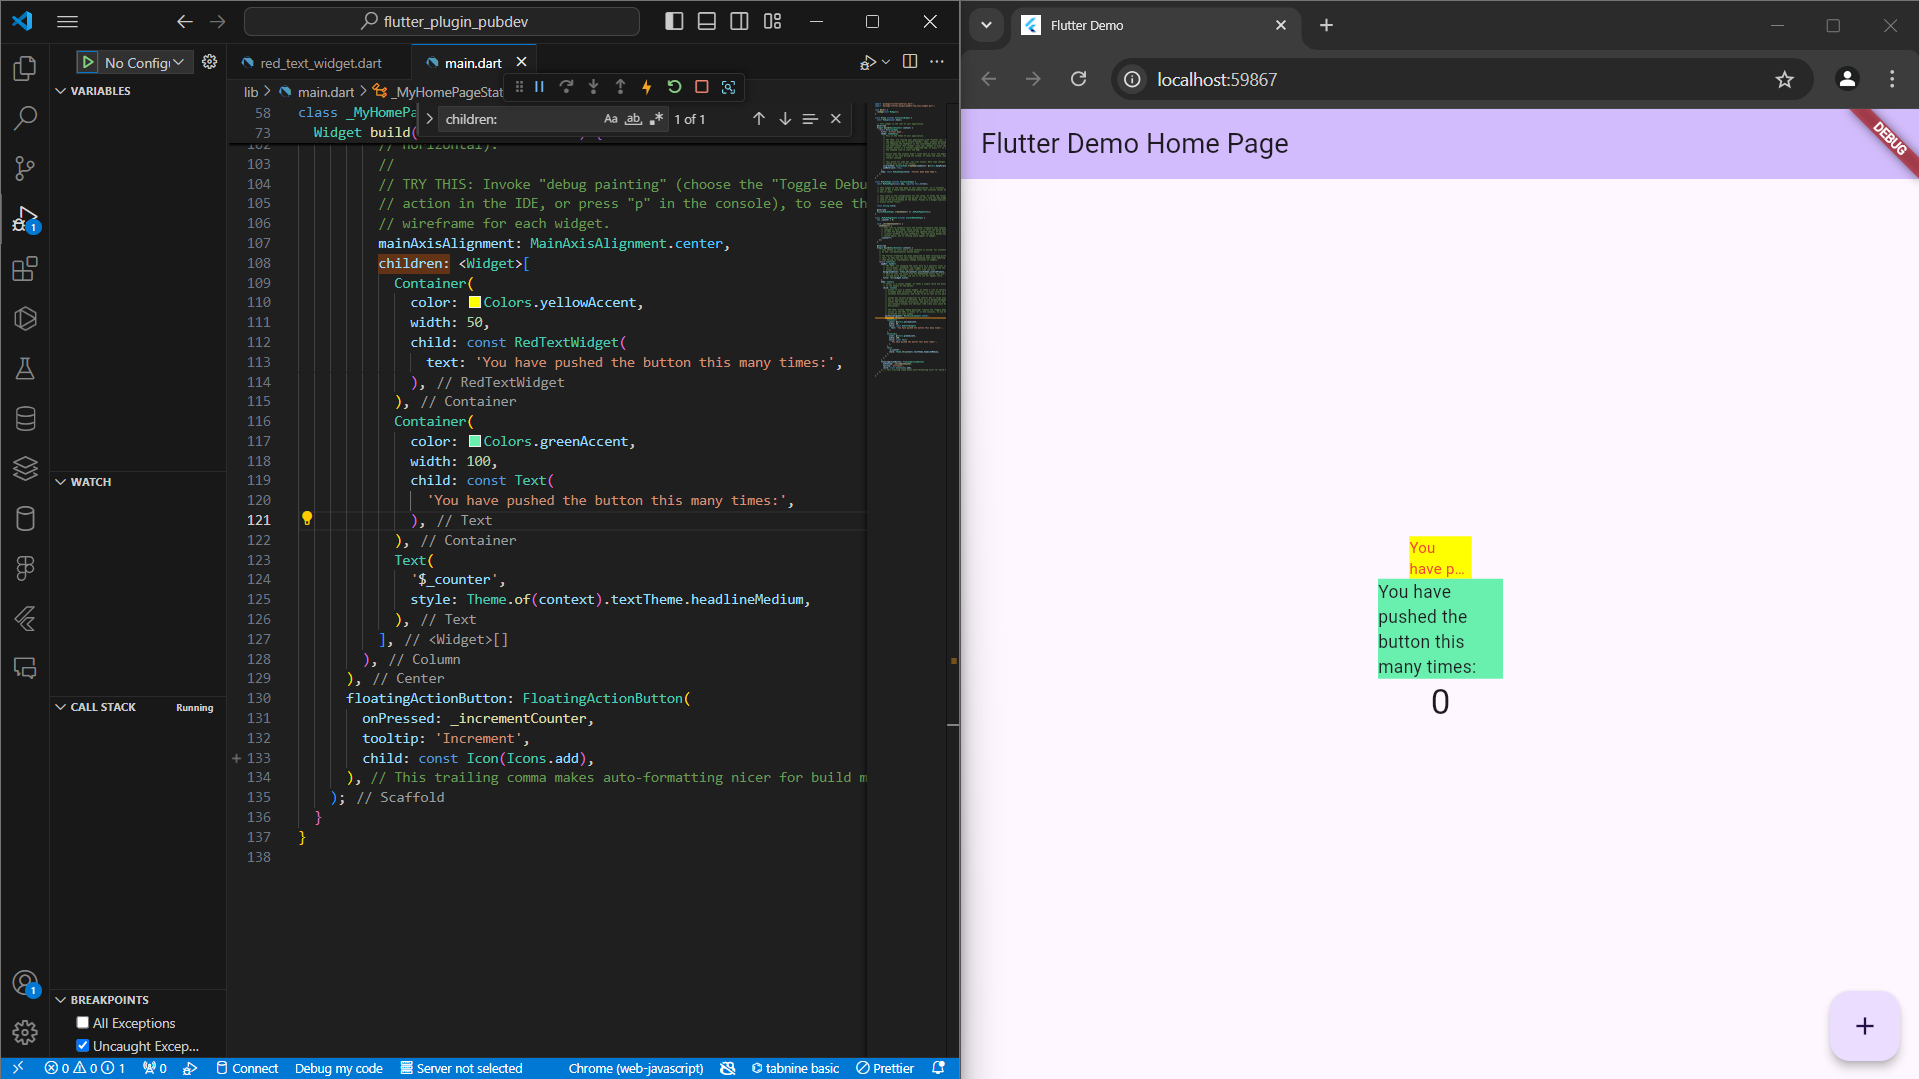 flutter_plugin_pubdev
No Config
red_text_widget.dart
main.dart
VARIABLES
lib > main.dart > _MyHomePageStat
children:
Aa
ab
1 of 1
58 class _MyHomePa
73 Widget build(
102 // horizontal).
103 //
104 // TRY THIS: Invoke "debug painting" (choose the "Toggle Debu
105 // action in the IDE, or press "p" in the console), to see th
106 // wireframe for each widget.
107 mainAxisAlignment: MainAxisAlignment.center,
108 children: <Widget>[
109 Container(
110 color: Colors.yellowAccent,
111 width: 50,
112 child: const RedTextWidget(
113 text: 'You have pushed the button this many times:',
114 ), // RedTextWidget
115 ), // Container
116 Container(
117 color: Colors.greenAccent,
118 width: 100,
119 child: const Text(
120 'You have pushed the button this many times:',
121 ), // Text
122 ), // Container
123 Text(
124 '$_counter',
125 style: Theme.of(context).textTheme.headlineMedium,
126 ), // Text
127 ], // <Widget>[]
128 ), // Column
129 ), // Center
130 floatingActionButton: FloatingActionButton(
131 onPressed: _incrementCounter,
132 tooltip: 'Increment',
133 child: const Icon(Icons.add),
134 ), // This trailing comma makes auto-formatting nicer for build m
135 ); // Scaffold
136 }
137 }
138
WATCH
CALL STACK Running
BREAKPOINTS
All Exceptions
Uncaught Excep...
1
1
0 0 1 0 Connect Debug my code Server not selected Chrome (web-javascript) tabnine basic Prettier
Flutter Demo
localhost:59867
Flutter Demo Home Page
DEBUG
You
have p...
You have
pushed the
button this
many times:
0
+